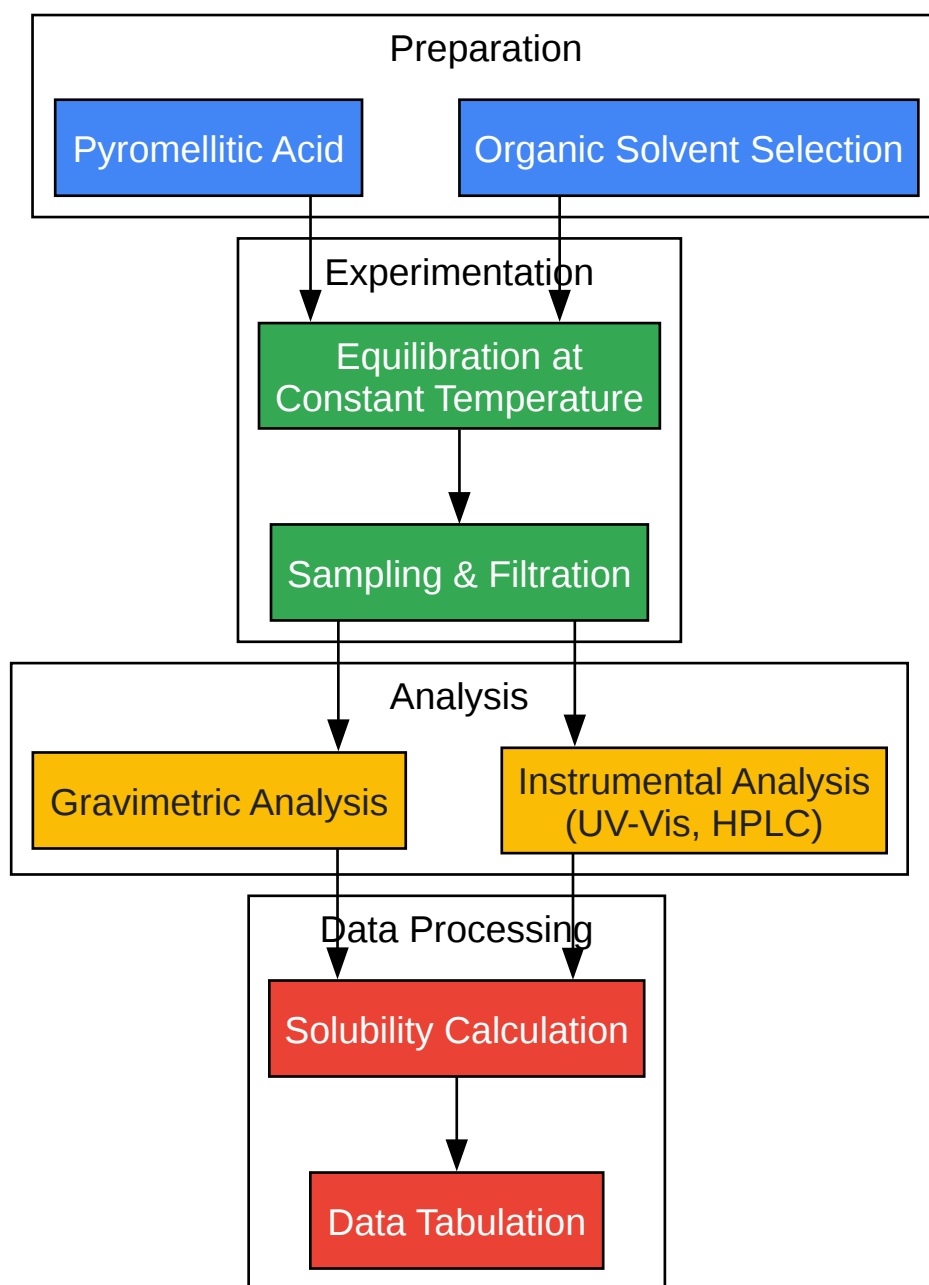 Preparation
Pyromellitic Acid
Organic Solvent Selection
Experimentation
Equilibration at
Constant Temperature
Sampling & Filtration
Analysis
Gravimetric Analysis
Instrumental Analysis
(UV-Vis, HPLC)
Data Processing
Solubility Calculation
Data Tabulation